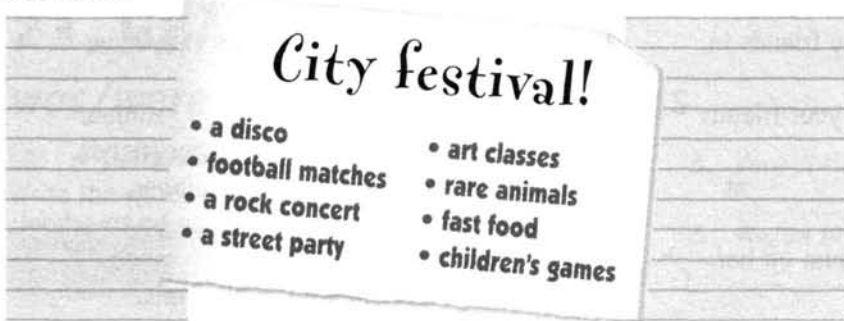 City festival!
• a disco
• football matches
• a rock concert
• a street party
• art classes
• rare animals
• fast food
• children's games